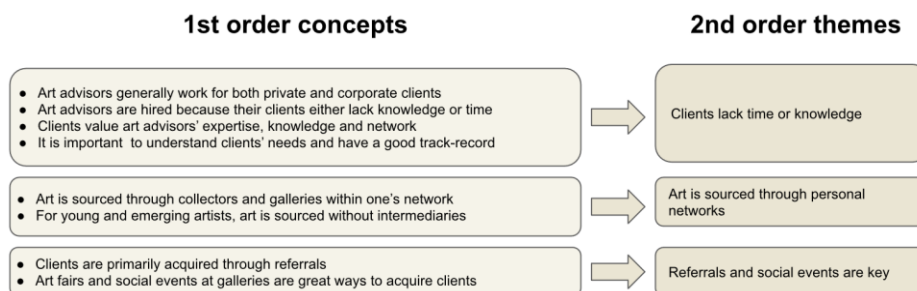 1st order concepts
2nd order themes
● Art advisors generally work for both private and corporate clients
● Art advisors are hired because their clients either lack knowledge or time
● Clients value art advisors' expertise, knowledge and network
● It is important to understand clients' needs and have a good track-record
Clients lack time or knowledge
● Art is sourced through collectors and galleries within one's network
● For young and emerging artists, art is sourced without intermediaries
Art is sourced through personal
networks
● Clients are primarily acquired through referrals
● Art fairs and social events at galleries are great ways to acquire clients
Referrals and social events are key